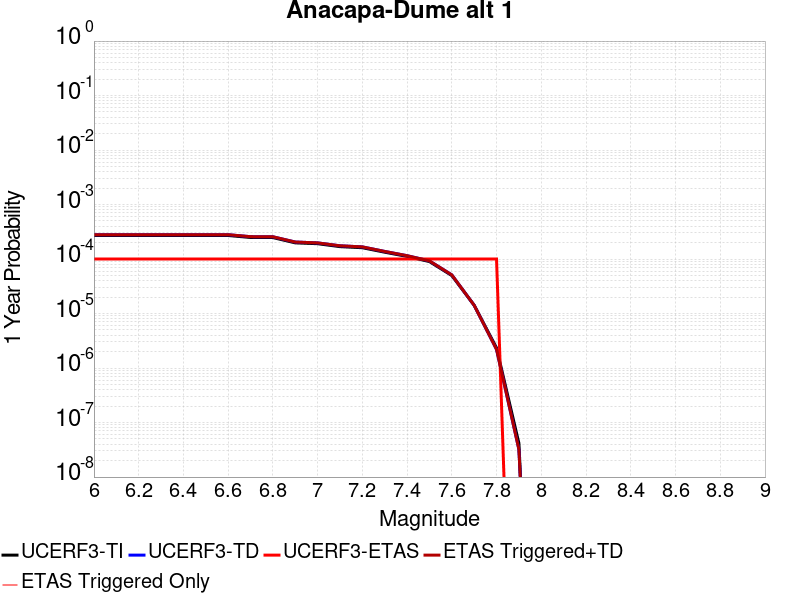 Anacapa-Dume alt 1
10^0
10^-1
10^-2
10^-3
10^-4
10^-5
10^-6
10^-7
10^-8
1 Year Probability
6 6.2 6.4 6.6 6.8 7 7.2 7.4 7.6 7.8 8 8.2 8.4 8.6 8.8 9
Magnitude
UCERF3-TI UCERF3-TD UCERF3-ETAS ETAS Triggered+TD
ETAS Triggered Only